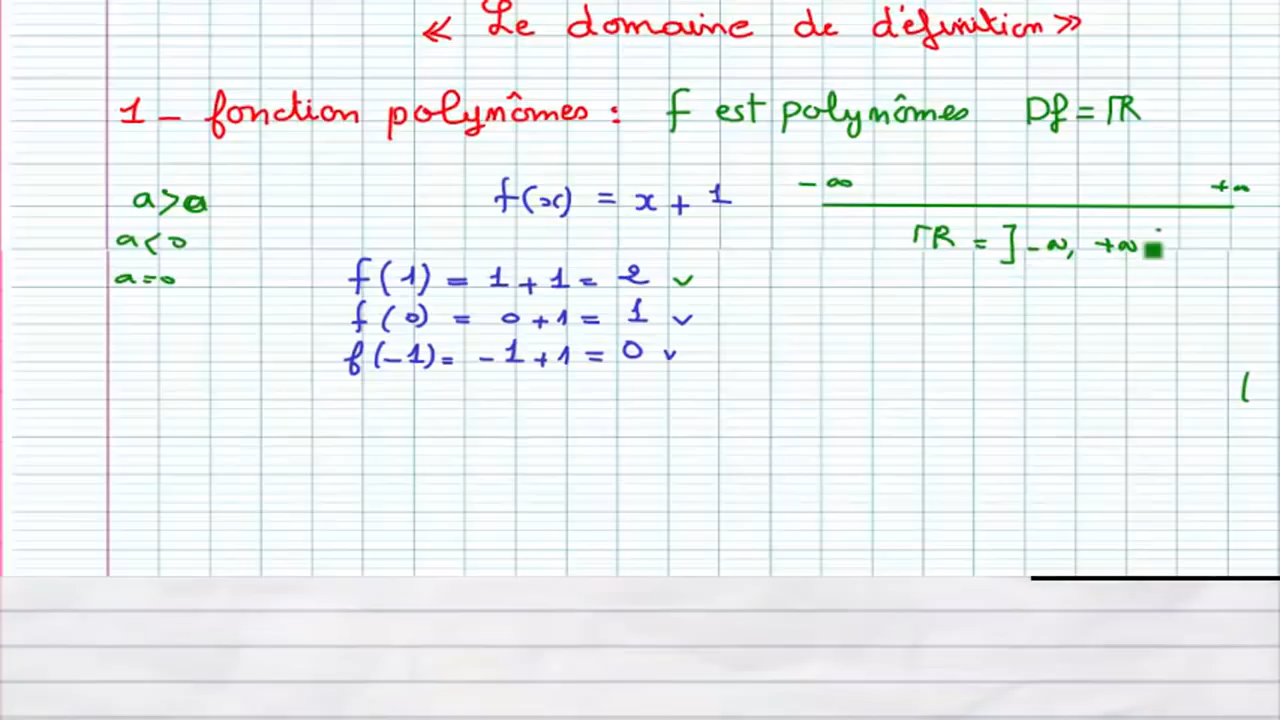 « Le domaine de définition »
1 - fonction polynômes : f est polynômes Df = ℝ
a > 0
a < 0
a = 0
f(x) = x + 1
f(1) = 1 + 1 = 2 ✓
f(0) = 0 + 1 = 1 ✓
f(-1) = -1 + 1 = 0 ✓
-∞ +∞
ℝ = ]-∞, +∞
(